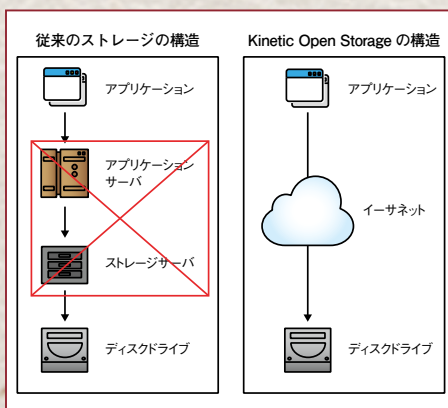 従来のストレージの構造
アプリケーション
アプリケーション
サーバ
ストレージサーバ
ディスクドライブ
Kinetic Open Storage の構造
アプリケーション
イーサネット
ディスクドライブ